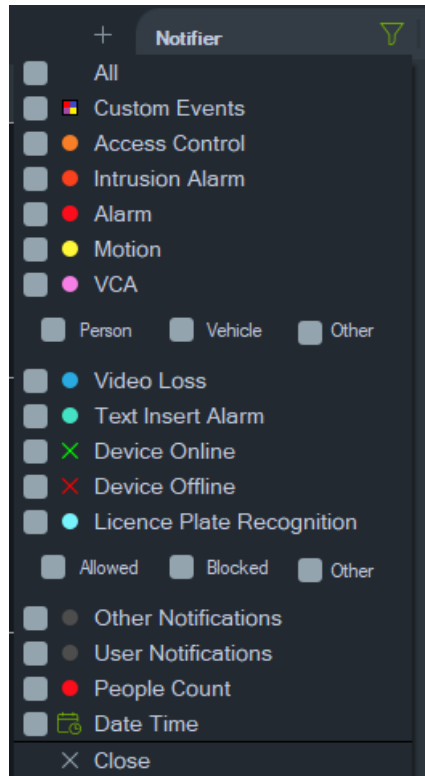 Notifier
All
Custom Events
Access Control
Intrusion Alarm
Alarm
Motion
VCA
Person Vehicle Other
Video Loss
Text Insert Alarm
Device Online
Device Offline
Licence Plate Recognition
Allowed Blocked Other
Other Notifications
User Notifications
People Count
Date Time
Close